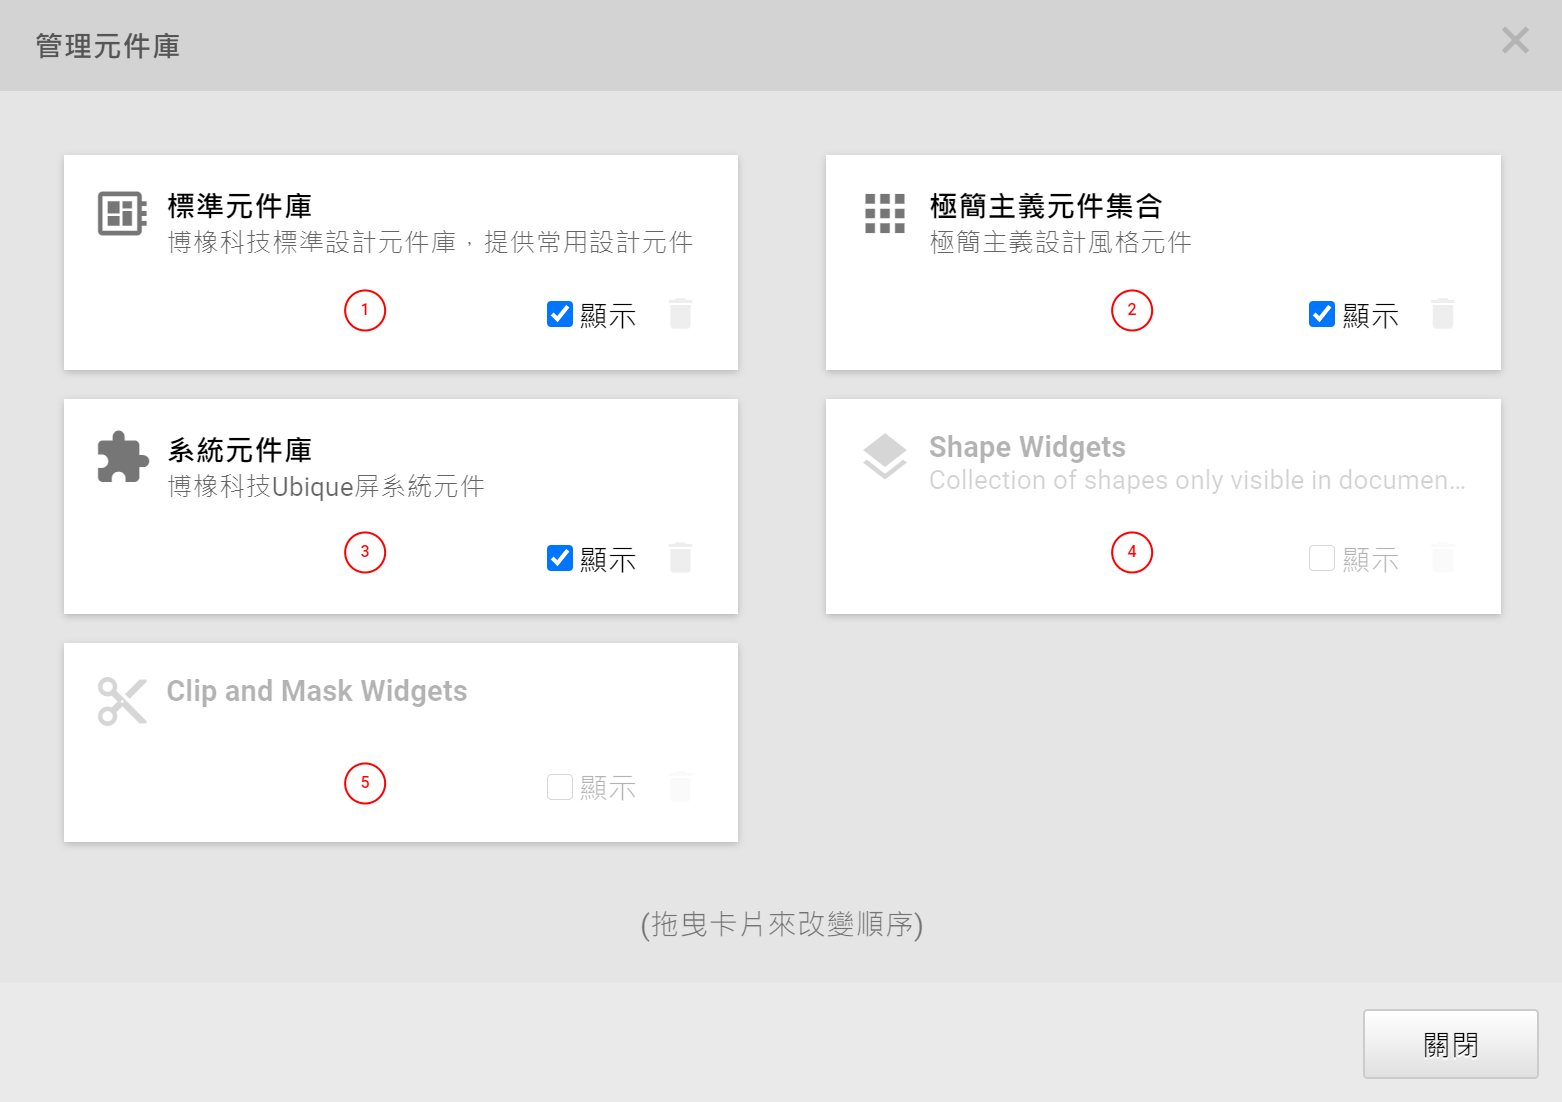 管理元件庫
標準元件庫
博橡科技標準設計元件庫，提供常用設計元件
1
顯示
極簡主義元件集合
極簡主義設計風格元件
2
顯示
系統元件庫
博橡科技Ubique屏系統元件
3
顯示
Shape Widgets
Collection of shapes only visible in documen...
4
顯示
Clip and Mask Widgets
5
顯示
(拖曳卡片來改變順序)
關閉